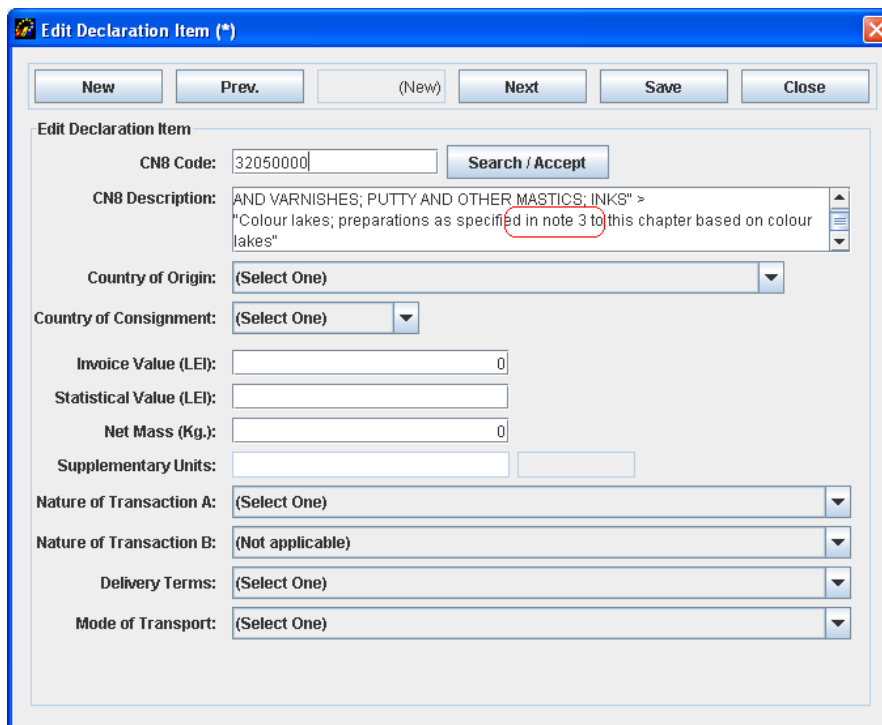 Edit Declaration Item (*)
New Prev. (New) Next Save Close
Edit Declaration Item
CN8 Code: 32050000 Search / Accept
CN8 Description: AND VARNISHES; PUTTY AND OTHER MASTICS; INKS" >
"Colour lakes; preparations as specified in note 3 to this chapter based on colour
lakes"
Country of Origin: (Select One)
Country of Consignment: (Select One)
Invoice Value (LEI): 0
Statistical Value (LEI):
Net Mass (Kg.): 0
Supplementary Units:
Nature of Transaction A: (Select One)
Nature of Transaction B: (Not applicable)
Delivery Terms: (Select One)
Mode of Transport: (Select One)